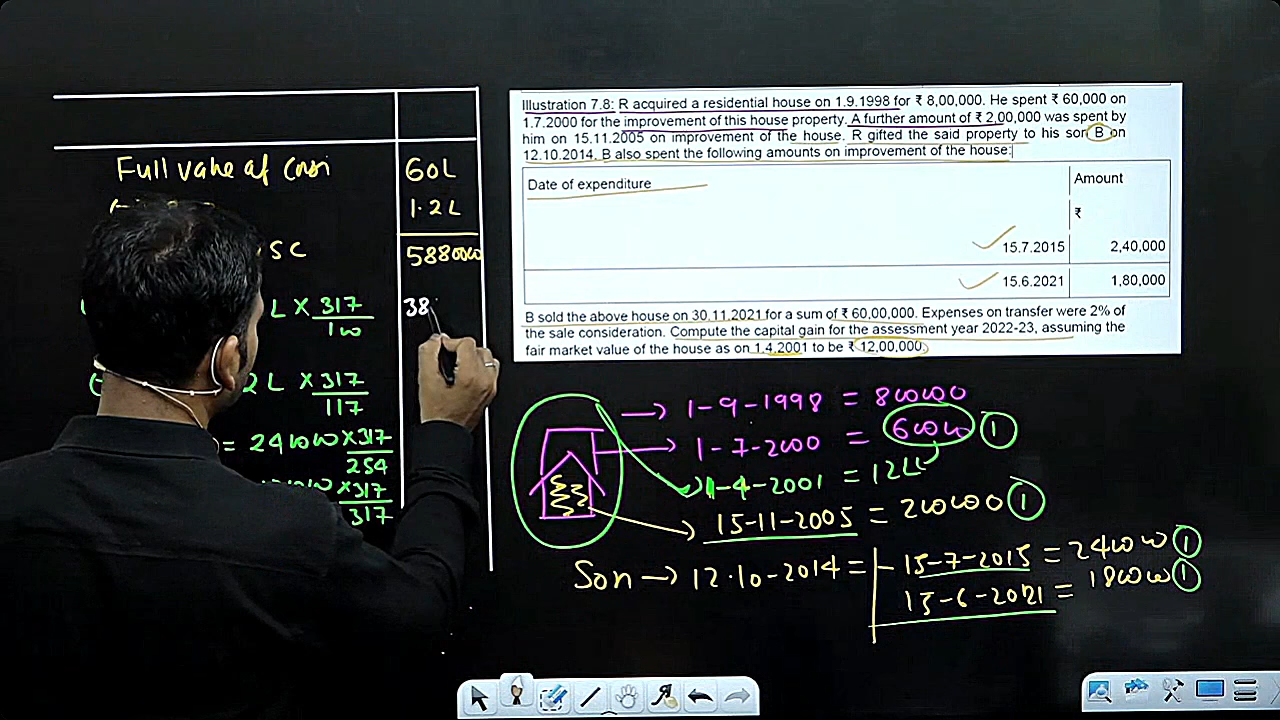 Full value of Consi 60L
1.2L
SC 5880000
L X 317/100 38
2L X 317/117
= 240000 X 317/254
X 317/317
Illustration 7.8: R acquired a residential house on 1.9.1998 for ₹ 8,00,000. He spent ₹ 60,000 on
1.7.2000 for the improvement of this house property. A further amount of ₹ 2,00,000 was spent by
him on 15.11.2005 on improvement of the house. R gifted the said property to his son B on
12.10.2014. B also spent the following amounts on improvement of the house:
Date of expenditure Amount
₹
15.7.2015 2,40,000
15.6.2021 1,80,000
B sold the above house on 30.11.2021 for a sum of ₹ 60,00,000. Expenses on transfer were 2% of
the sale consideration. Compute the capital gain for the assessment year 2022-23, assuming the
fair market value of the house as on 1.4.2001 to be ₹ 12,00,000.
→ 1-9-1998 = 800000
→ 1-7-2000 = 60000 1
1-4-2001 = 12L
→ 15-11-2005 = 200000 1
Son → 12.10-2014 = - 15-7-2015 = 240000 1
15-6-2021 = 180000 1